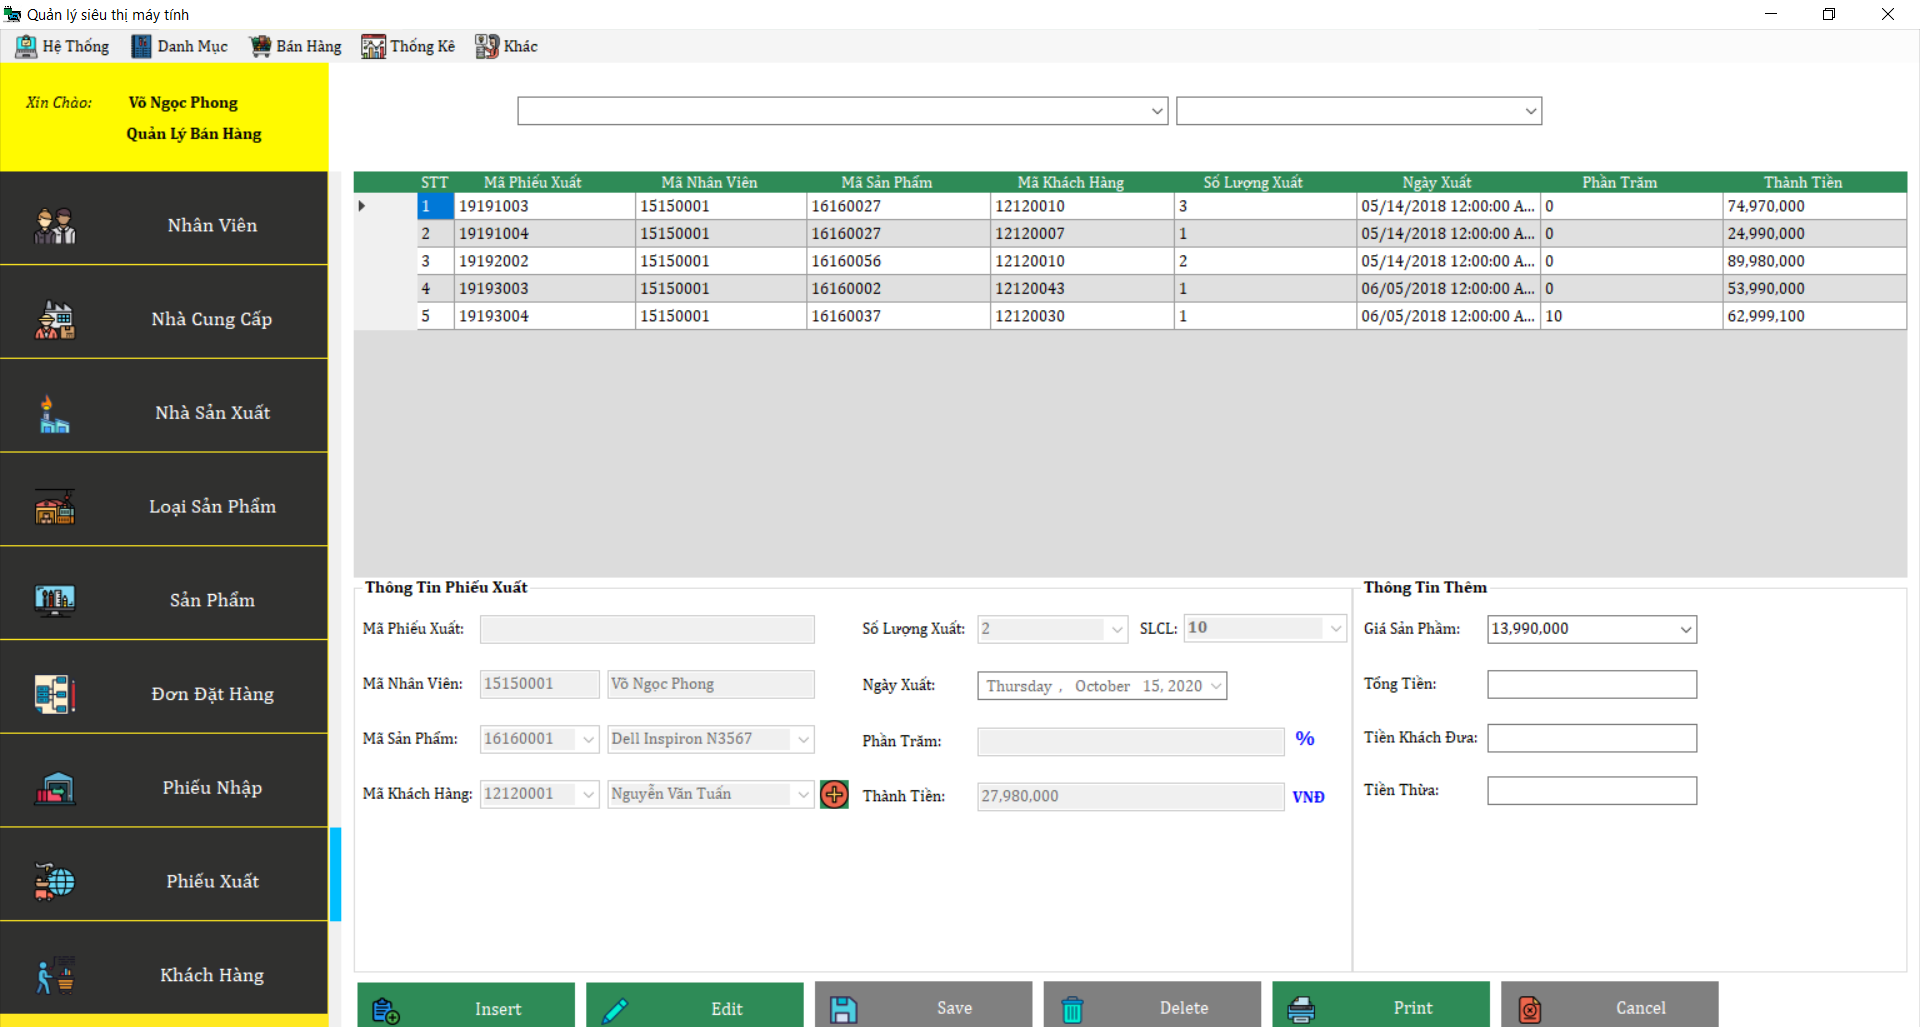 Quản lý siêu thị máy tính
Hệ Thống Danh Mục Bán Hàng Thống Kê Khác
Xin Chào: Võ Ngọc Phong
Quản Lý Bán Hàng
Nhân Viên
Nhà Cung Cấp
Nhà Sản Xuất
Loại Sản Phẩm
Sản Phẩm
Đơn Đặt Hàng
Phiếu Nhập
Phiếu Xuất
Khách Hàng
STT Mã Phiếu Xuất Mã Nhân Viên Mã Sản Phẩm Mã Khách Hàng Số Lượng Xuất Ngày Xuất Phần Trăm Thành Tiền
1 19191003 15150001 16160027 12120010 3 05/14/2018 12:00:00 A... 0 74,970,000
2 19191004 15150001 16160027 12120007 1 05/14/2018 12:00:00 A... 0 24,990,000
3 19192002 15150001 16160056 12120010 2 05/14/2018 12:00:00 A... 0 89,980,000
4 19193003 15150001 16160002 12120043 1 06/05/2018 12:00:00 A... 0 53,990,000
5 19193004 15150001 16160037 12120030 1 06/05/2018 12:00:00 A... 10 62,999,100
Thông Tin Phiếu Xuất
Mã Phiếu Xuất: Số Lượng Xuất: 2 SLCL: 10
Mã Nhân Viên: 15150001 Võ Ngọc Phong Ngày Xuất: Thursday , October 15, 2020
Mã Sản Phẩm: 16160001 Dell Inspiron N3567 Phần Trăm: %
Mã Khách Hàng: 12120001 Nguyễn Văn Tuấn Thành Tiền: 27,980,000 VNĐ
Thông Tin Thêm
Giá Sản Phầm: 13,990,000
Tổng Tiền:
Tiền Khách Đưa:
Tiền Thừa:
Insert Edit Save Delete Print Cancel